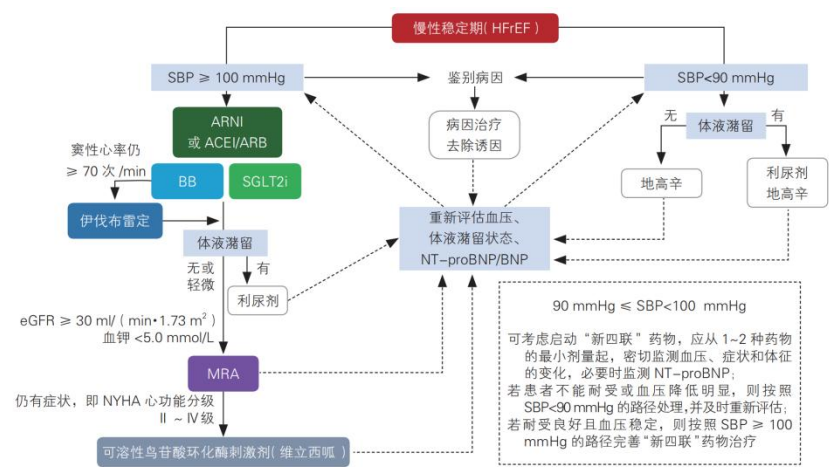 慢性稳定期(HFrEF)
SBP ≥ 100 mmHg
鉴别病因
SBP<90 mmHg
ARNI
或 ACEI/ARB
病因治疗
去除诱因
无
体液潴留
有
窦性心率仍
≥ 70 次 /min
BB
SGLT2i
地高辛
利尿剂
地高辛
伊伐布雷定
重新评估血压、
体液潴留状态、
NT-proBNP/BNP
体液潴留
无或
轻微
有
利尿剂
eGFR ≥ 30 ml/ ( min·1.73 m²)
血钾 <5.0 mmol/L
MRA
仍有症状，即 NYHA 心功能分级
Ⅱ ~ Ⅳ 级
可溶性鸟苷酸环化酶刺激剂(维立西呱)
90 mmHg ≤ SBP<100 mmHg
可考虑启动“新四联”药物，应从 1~2 种药物
的最小剂量起，密切监测血压、症状和体征
的变化，必要时监测 NT-proBNP；
若患者不能耐受或血压降低明显，则按照
SBP<90 mmHg 的路径处理,并及时重新评估；
若耐受良好且血压稳定，则按照 SBP ≥ 100
mmHg 的路径完善“新四联”药物治疗